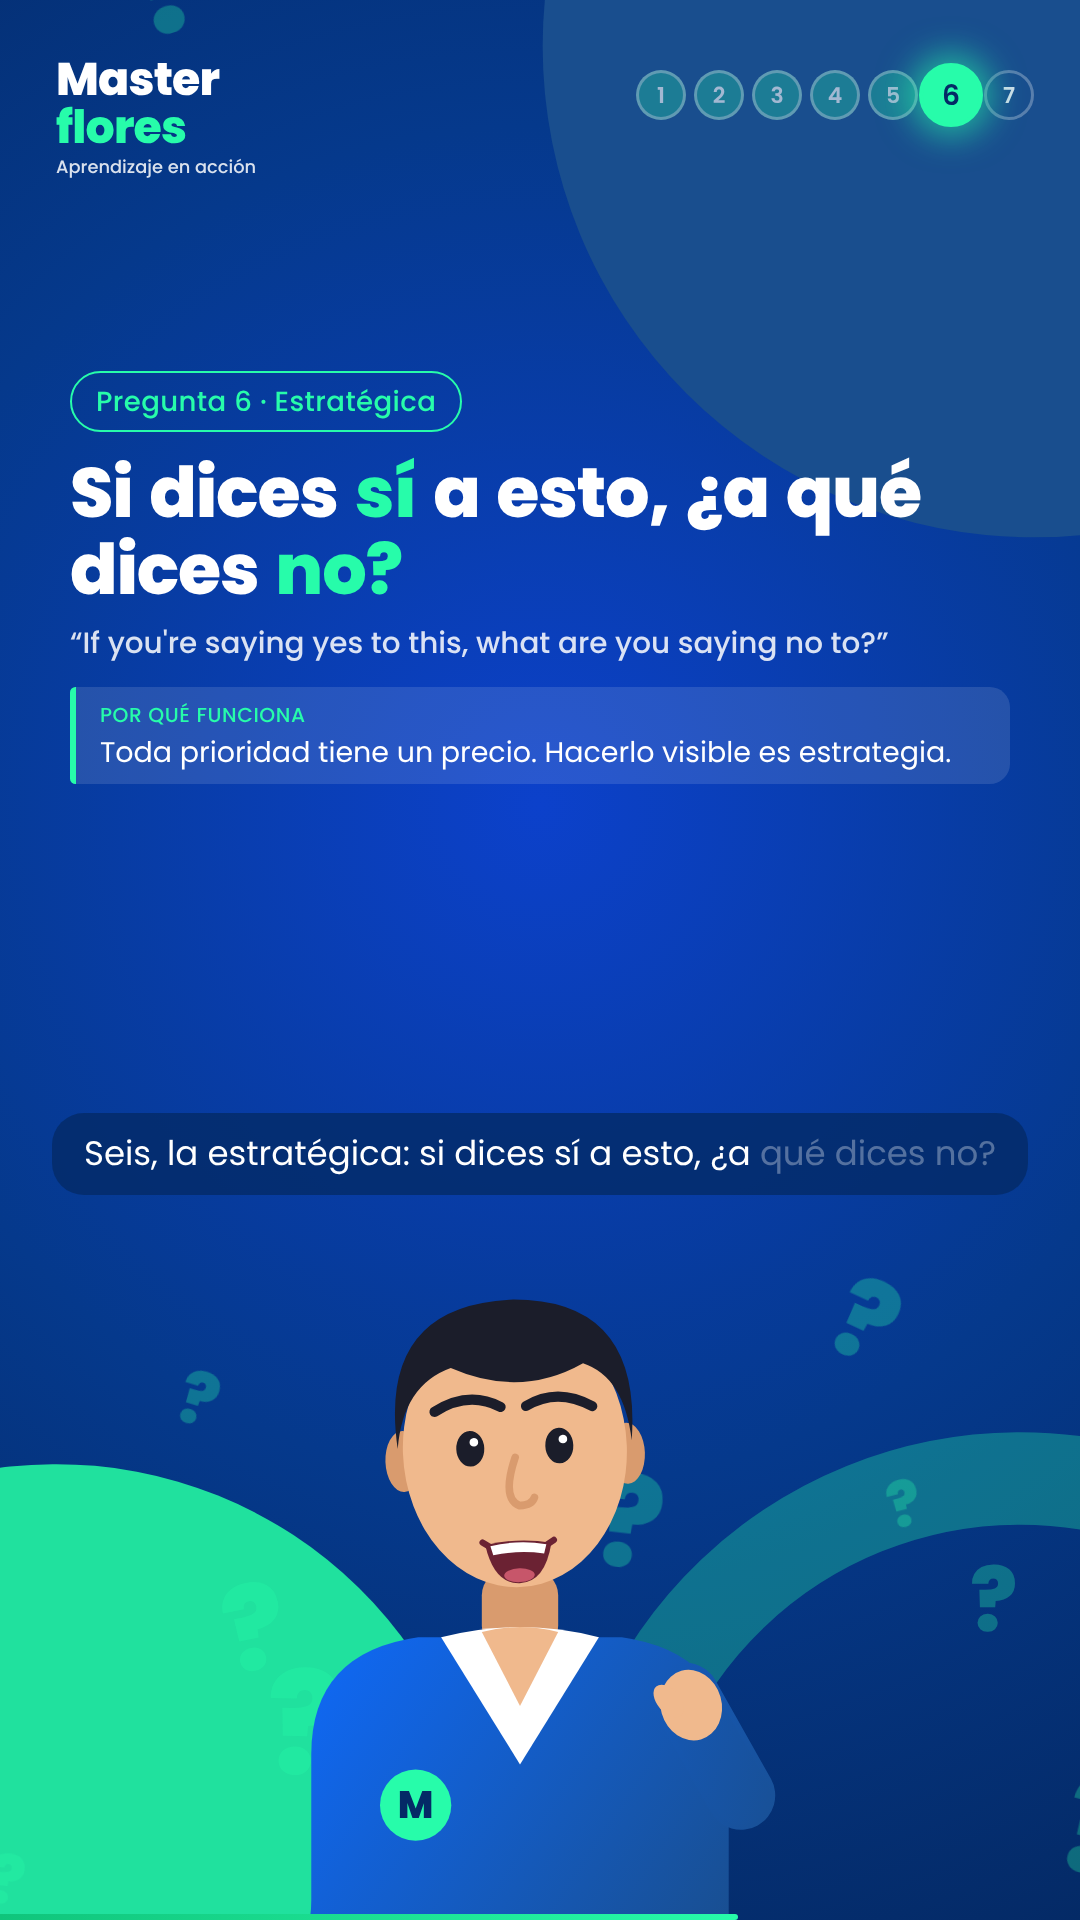 Master
flores
Aprendizaje en acción
1 2 3 4 5 6 7
Pregunta 6 · Estratégica
Si dices sí a esto, ¿a qué
dices no?
“If you're saying yes to this, what are you saying no to?”
POR QUÉ FUNCIONA
Toda prioridad tiene un precio. Hacerlo visible es estrategia.
Seis, la estratégica: si dices sí a esto, ¿a qué dices no?
?
?
?
?
?
?
?
M
?